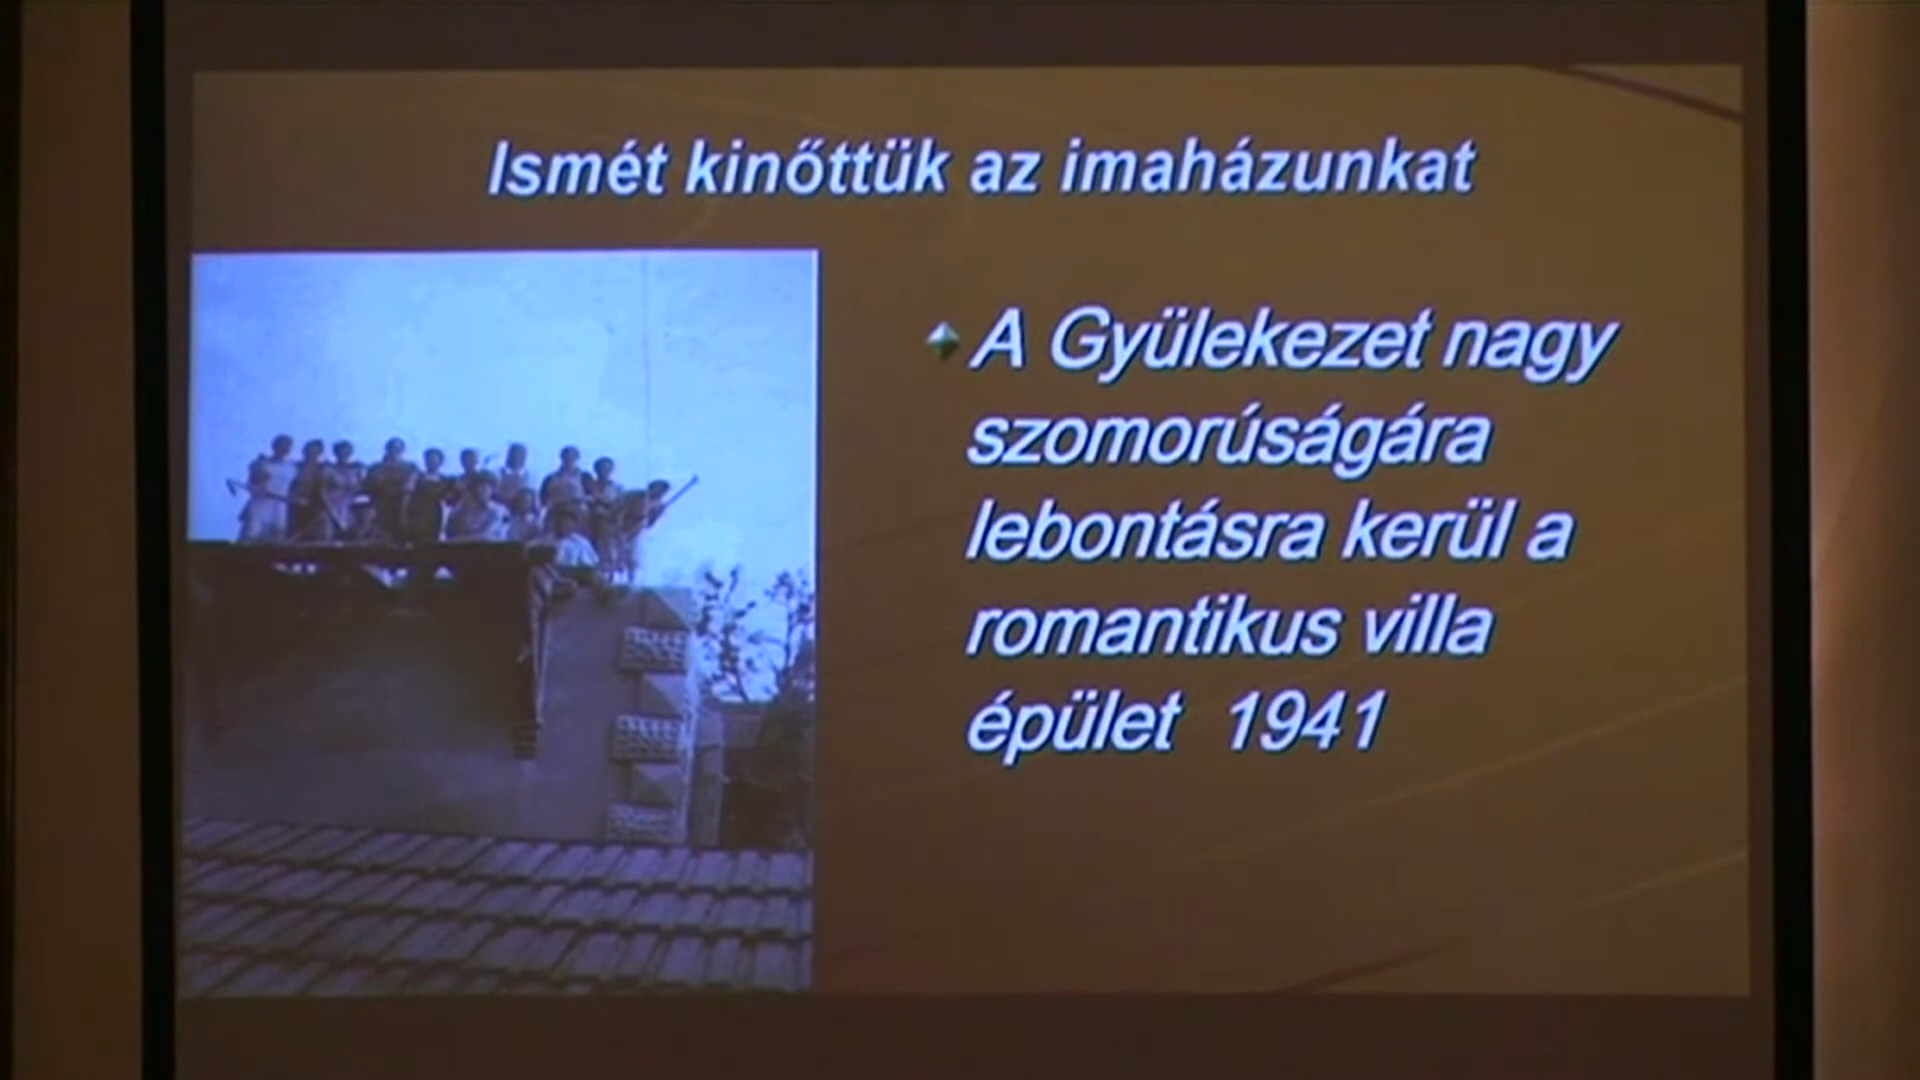 Ismét kinőttük az imaházunkat
A Gyülekezet nagy
szomorúságára
lebontásra kerül a
romantikus villa
épület 1941